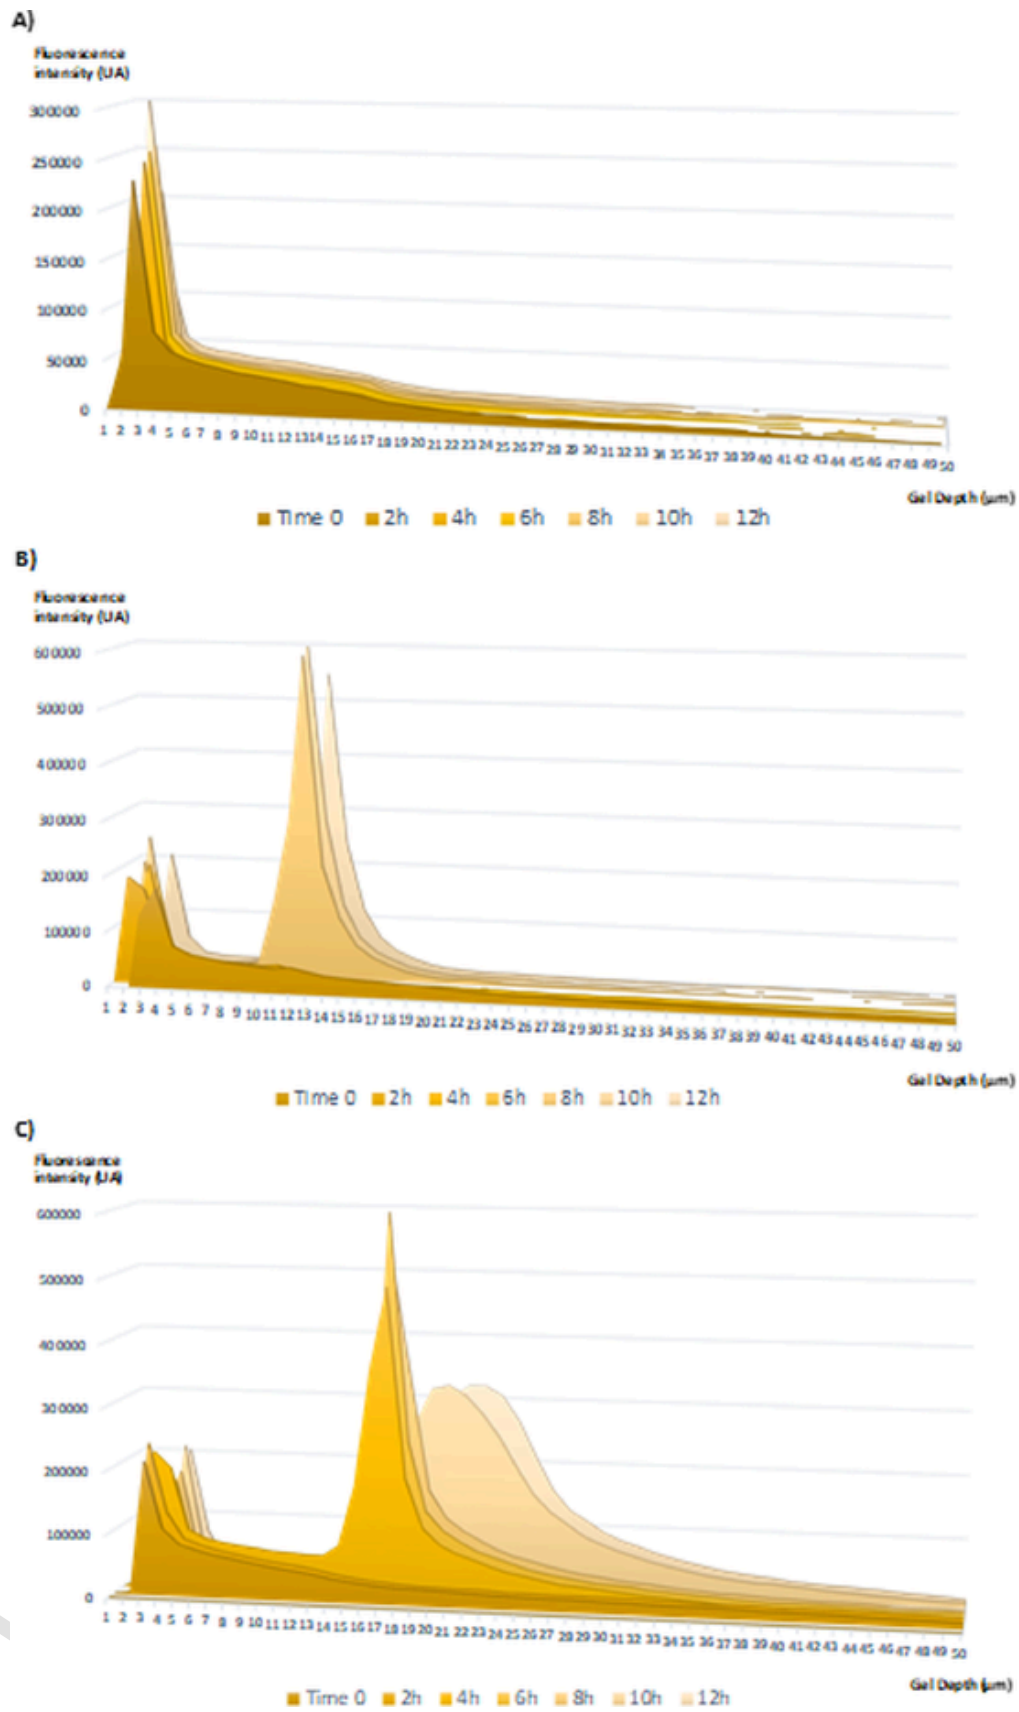 A)
Fluorescence
intensity (UA)
300000
250000
200000
150000
100000
50000
0
1 2 3 4 5 6 7 8 9 10 11 12 13 14 15 16 17 18 19 20 21 22 23 24 25 26 27 28 29 30 31 32 33 34 35 36 37 38 39 40 41 42 43 44 45 46 47 48 49 50
Gel Depth (μm)
Time 0 2h 4h 6h 8h 10h 12h
B)
Fluorescence
intensity (UA)
600000
500000
400000
300000
200000
100000
0
1 2 3 4 5 6 7 8 9 10 11 12 13 14 15 16 17 18 19 20 21 22 23 24 25 26 27 28 29 30 31 32 33 34 35 36 37 38 39 40 41 42 43 44 45 46 47 48 49 50
Gel Depth (μm)
Time 0 2h 4h 6h 8h 10h 12h
C)
Fluorescence
intensity (UA)
600000
500000
400000
300000
200000
100000
0
1 2 3 4 5 6 7 8 9 10 11 12 13 14 15 16 17 18 19 20 21 22 23 24 25 26 27 28 29 30 31 32 33 34 35 36 37 38 39 40 41 42 43 44 45 46 47 48 49 50
Gel Depth (μm)
Time 0 2h 4h 6h 8h 10h 12h